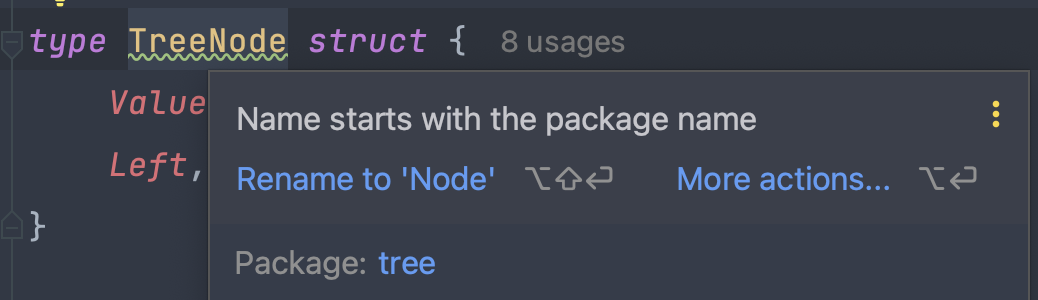 type TreeNode struct { 8 usages
Value
Name starts with the package name
Left,
Rename to 'Node' ⌥⇧⏎ More actions... ⌥⏎
}
Package: tree